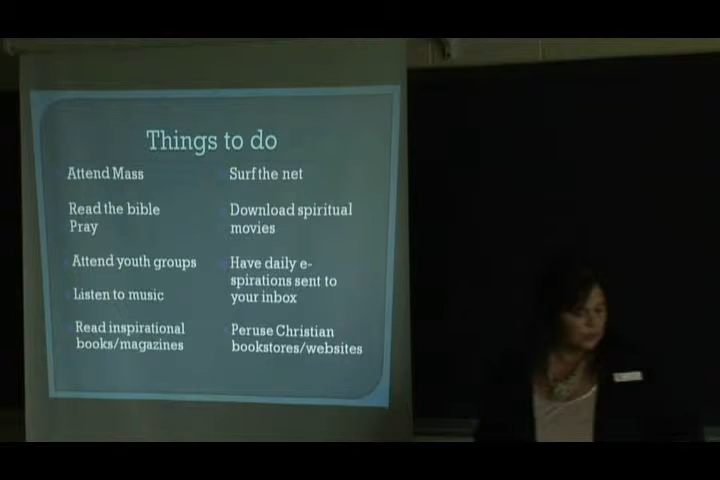 Things to do
Attend Mass
Read the bible
Pray
Attend youth groups
Listen to music
Read inspirational
books/magazines
Surf the net
Download spiritual
movies
Have daily e-
spirations sent to
your inbox
Peruse Christian
bookstores/websites